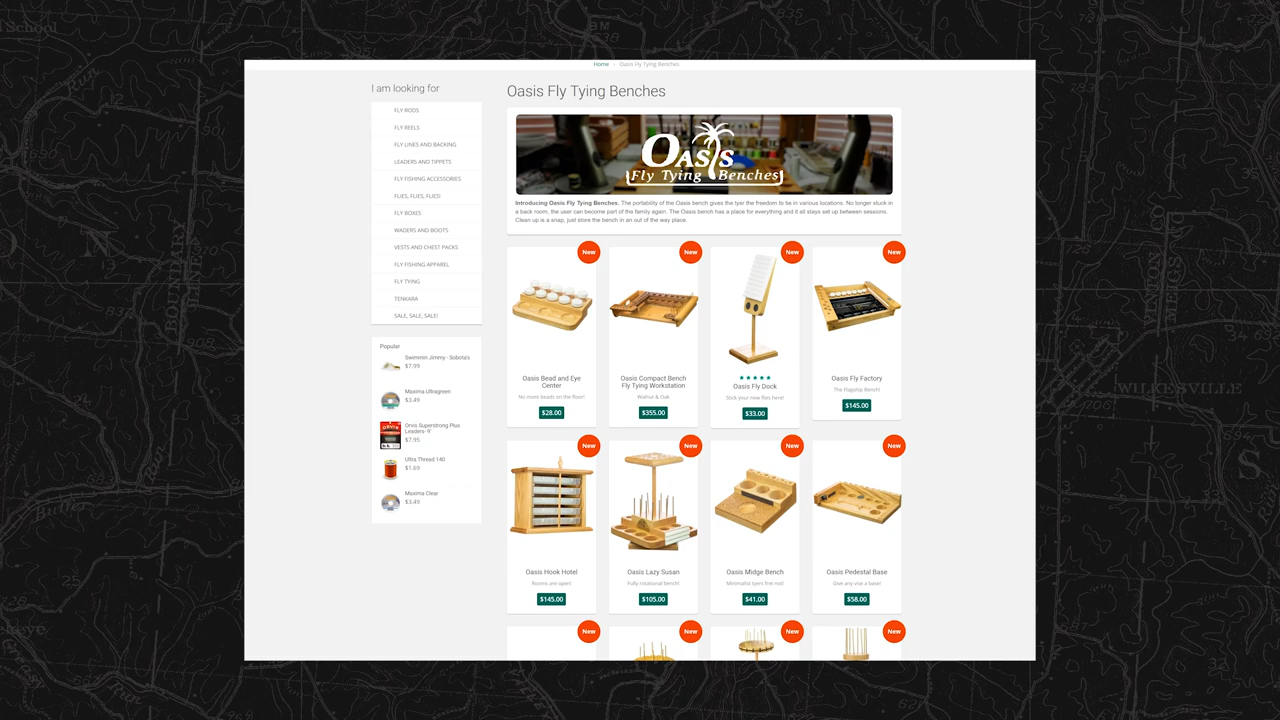 Home › Oasis Fly Tying Benches
I am looking for
FLY RODS
FLY REELS
FLY LINES AND BACKING
LEADERS AND TIPPETS
FLY FISHING ACCESSORIES
FLIES, FLIES, FLIES!
FLY BOXES
WADERS AND BOOTS
VESTS AND CHEST PACKS
FLY FISHING APPAREL
FLY TYING
TENKARA
SALE, SALE, SALE!
Popular
Swimmin Jimmy - Sobota's
$7.99
Maxima Ultragreen
$3.49
Orvis Superstrong Plus
Leaders- 9'
$7.95
Ultra Thread 140
$1.69
Maxima Clear
$3.49
Oasis Fly Tying Benches
OASIS
Fly Tying Benches
Introducing Oasis Fly Tying Benches. The portability of the Oasis bench gives the tyer the freedom to tie in various locations. No longer stuck in
a back room, the user can become part of the family again. The Oasis bench has a place for everything and it all stays set up between sessions.
Clean up is a snap, just store the bench in an out of the way place.
New
New
New
New
Oasis Bead and Eye
Center
No more beads on the floor!
$28.00
Oasis Compact Bench
Fly Tying Workstation
Walnut & Oak
$355.00
Oasis Fly Dock
Stick your new flies here!
$33.00
Oasis Fly Factory
The Flagship Bench!
$145.00
New
New
New
New
Oasis Hook Hotel
Rooms are open!
$145.00
Oasis Lazy Susan
Fully rotational bench!
$105.00
Oasis Midge Bench
Minimalist tyers fret not!
$41.00
Oasis Pedestal Base
Give any vise a base!
$58.00
New
New
New
New
WILKESVILLE
School
BM